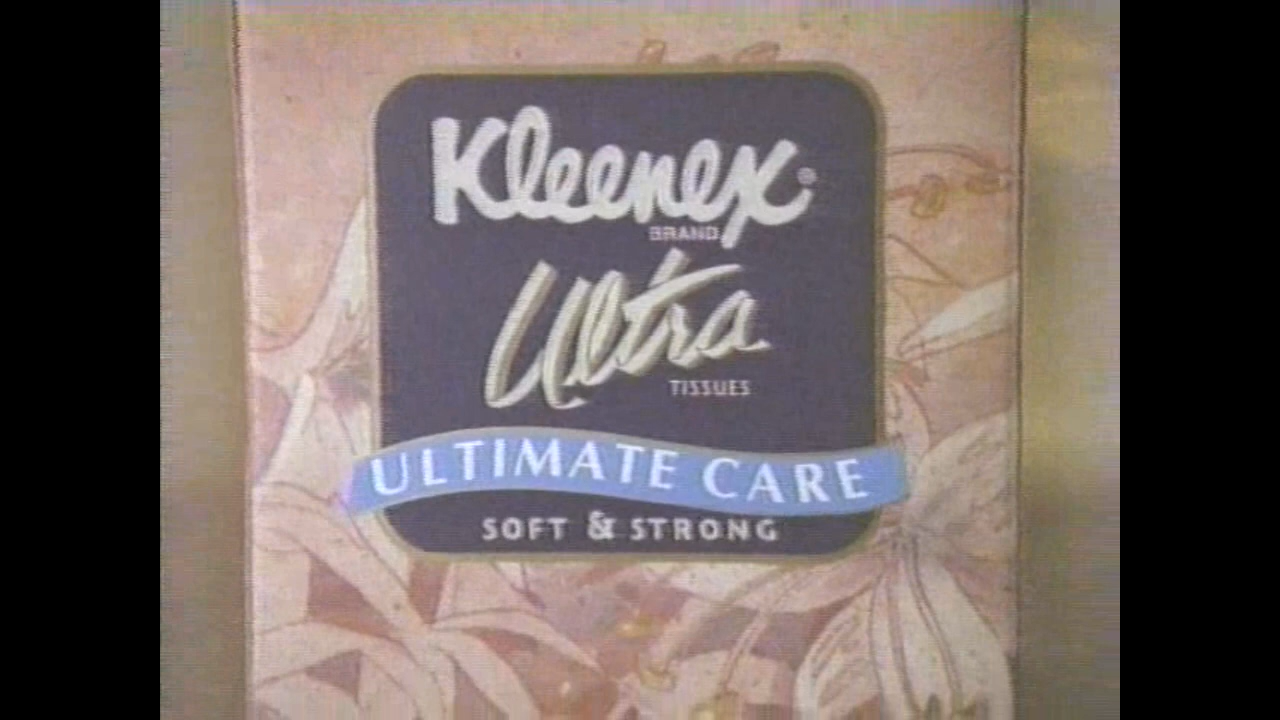 Kleenex®
BRAND
Ultra
TISSUES
ULTIMATE CARE
SOFT & STRONG